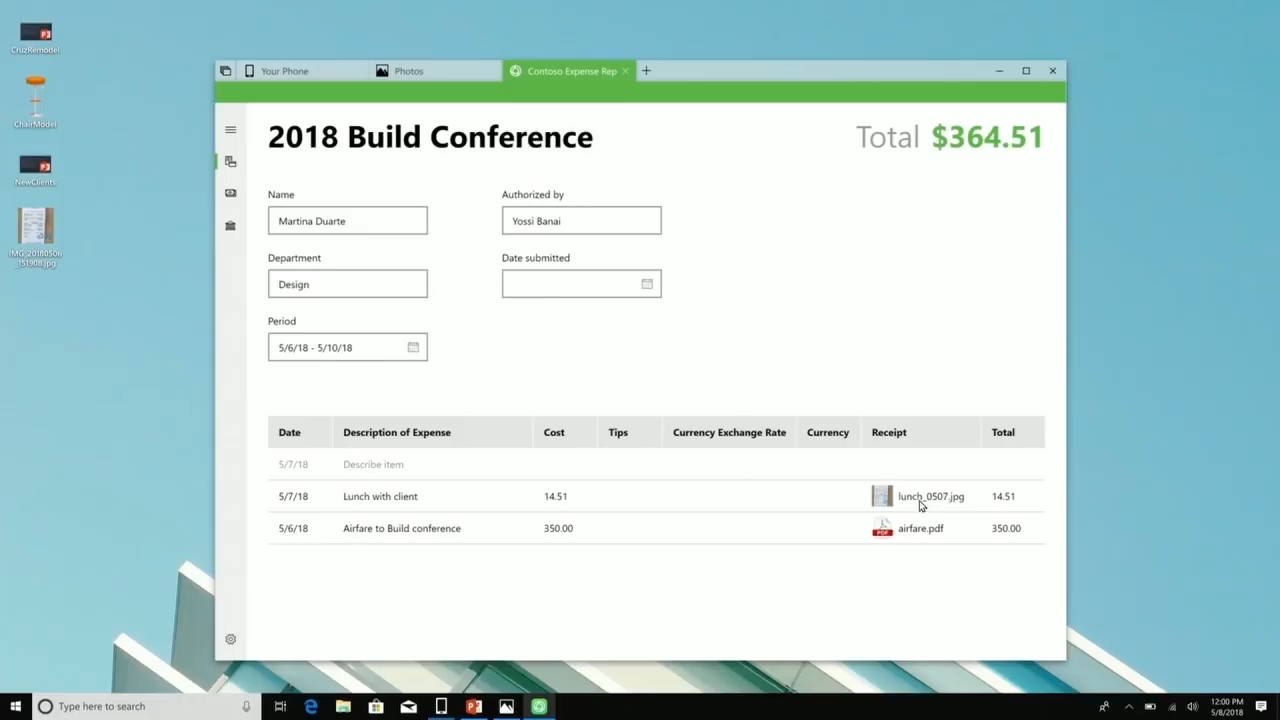 CruzRemodel
ChairModel
NewClients
IMG_20180506
_151908.jpg
Your Phone
Photos
Contoso Expense Rep
2018 Build Conference
Total $364.51
Name
Authorized by
Martina Duarte
Yossi Banai
Department
Date submitted
Design
Period
5/6/18 - 5/10/18
Date Description of Expense Cost Tips Currency Exchange Rate Currency Receipt Total
5/7/18 Describe item
5/7/18 Lunch with client 14.51 lunch_0507.jpg 14.51
5/6/18 Airfare to Build conference 350.00 PDF airfare.pdf 350.00
Type here to search
12:00 PM
5/8/2018